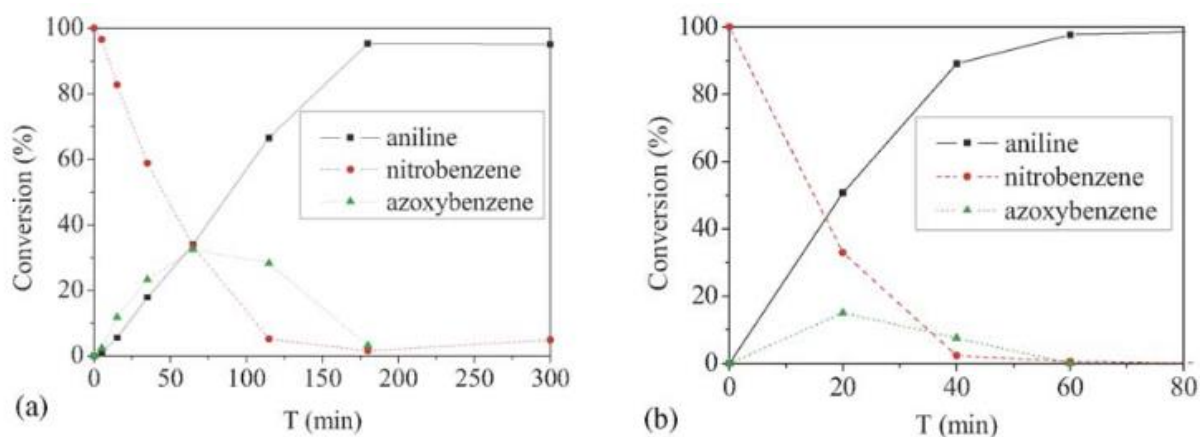 100
80
60
40
20
0
Conversion (%)
aniline
nitrobenzene
azoxybenzene
0 50 100 150 200 250 300
T (min)
(a)
100
80
60
40
20
0
Conversion (%)
aniline
nitrobenzene
azoxybenzene
0 20 40 60 80
T (min)
(b)